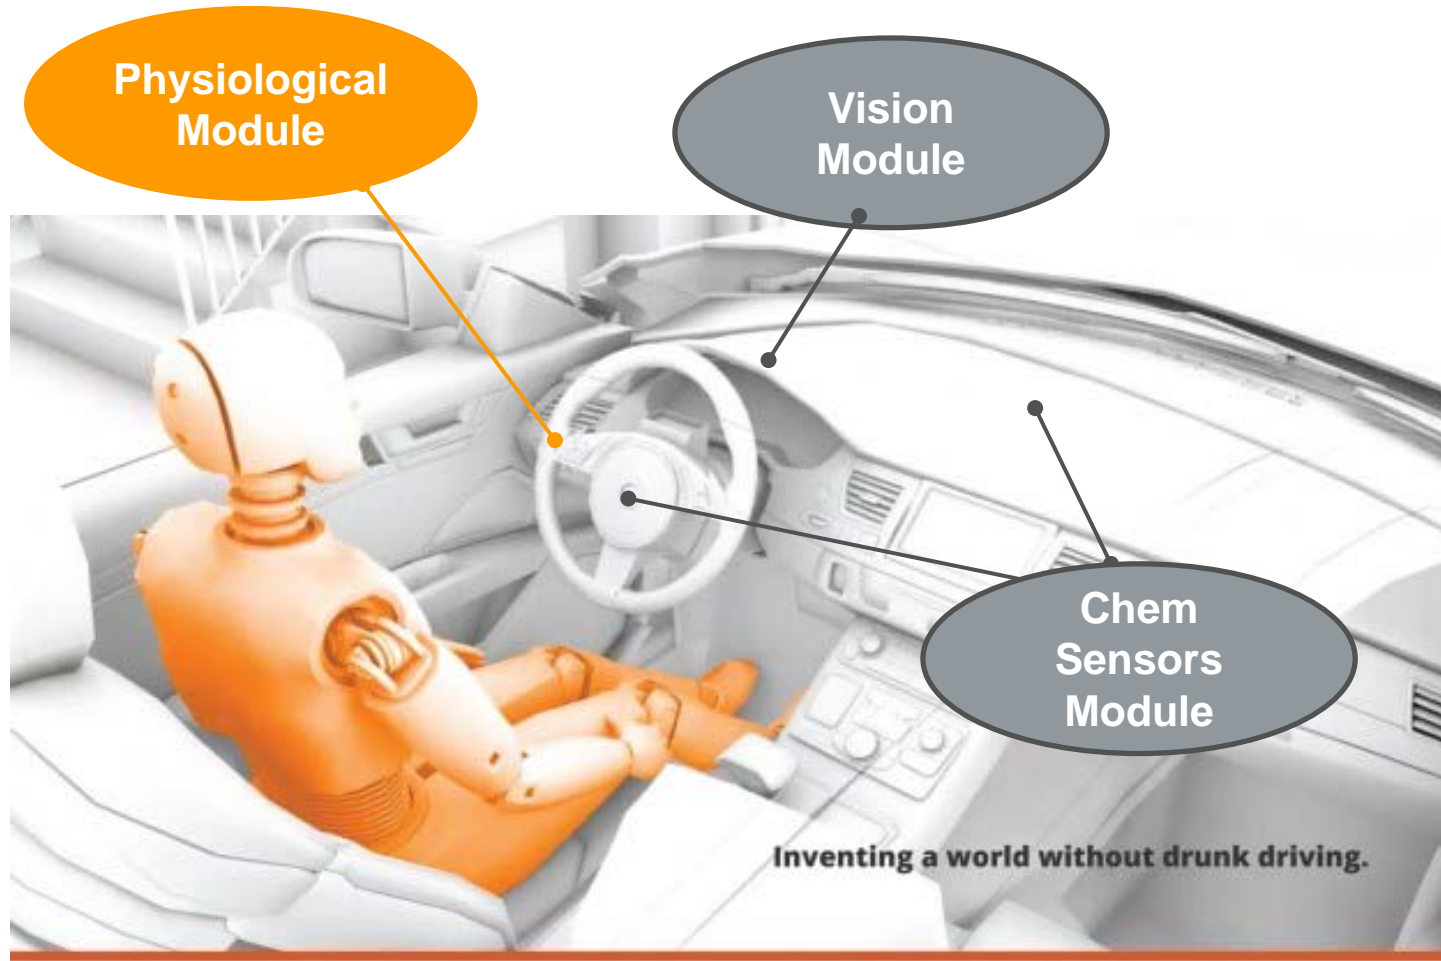 Physiological
Module
Vision
Module
Chem
Sensors
Module
Inventing a world without drunk driving.